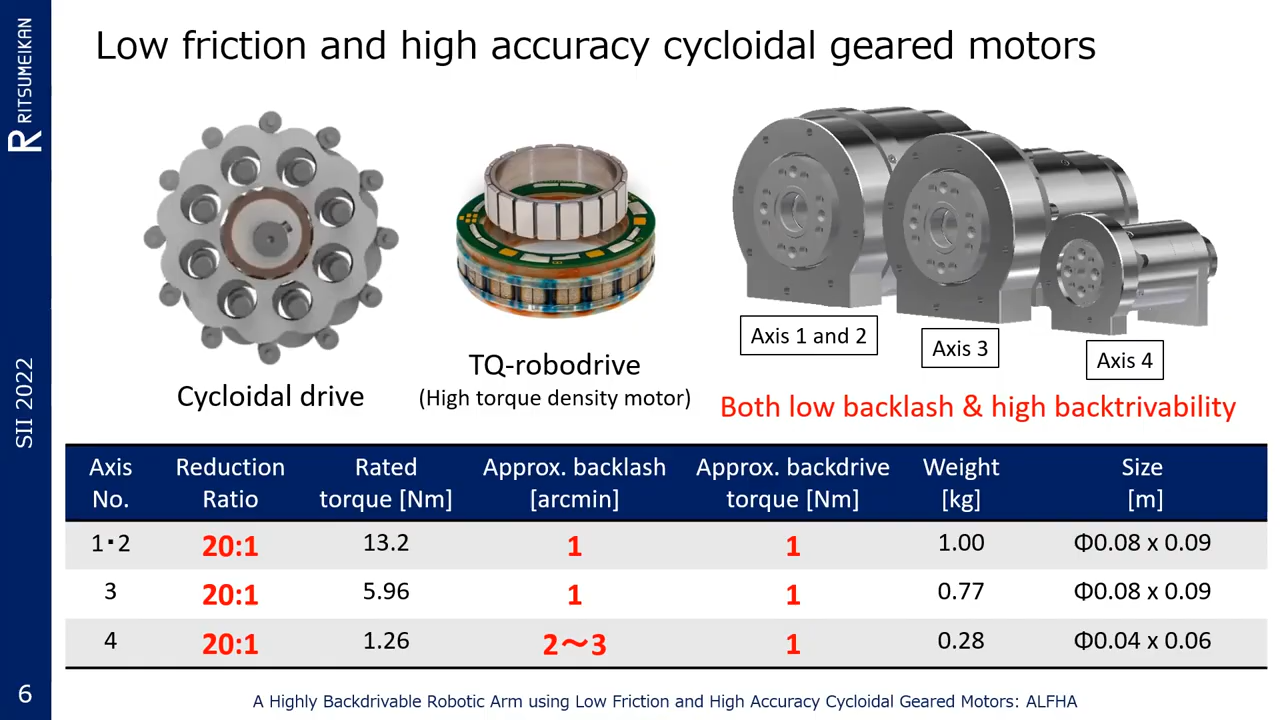 Low friction and high accuracy cycloidal geared motors
R RITSUMEIKAN
SII 2022
6
Cycloidal drive
TQ-robodrive
(High torque density motor)
Axis 1 and 2
Axis 3
Axis 4
Both low backlash & high backtrivability
Axis No. Reduction Ratio Rated torque [Nm] Approx. backlash [arcmin] Approx. backdrive torque [Nm] Weight [kg] Size [m]
1・2 20:1 13.2 1 1 1.00 Φ0.08 x 0.09
3 20:1 5.96 1 1 0.77 Φ0.08 x 0.09
4 20:1 1.26 2～3 1 0.28 Φ0.04 x 0.06
A Highly Backdrivable Robotic Arm using Low Friction and High Accuracy Cycloidal Geared Motors: ALFHA